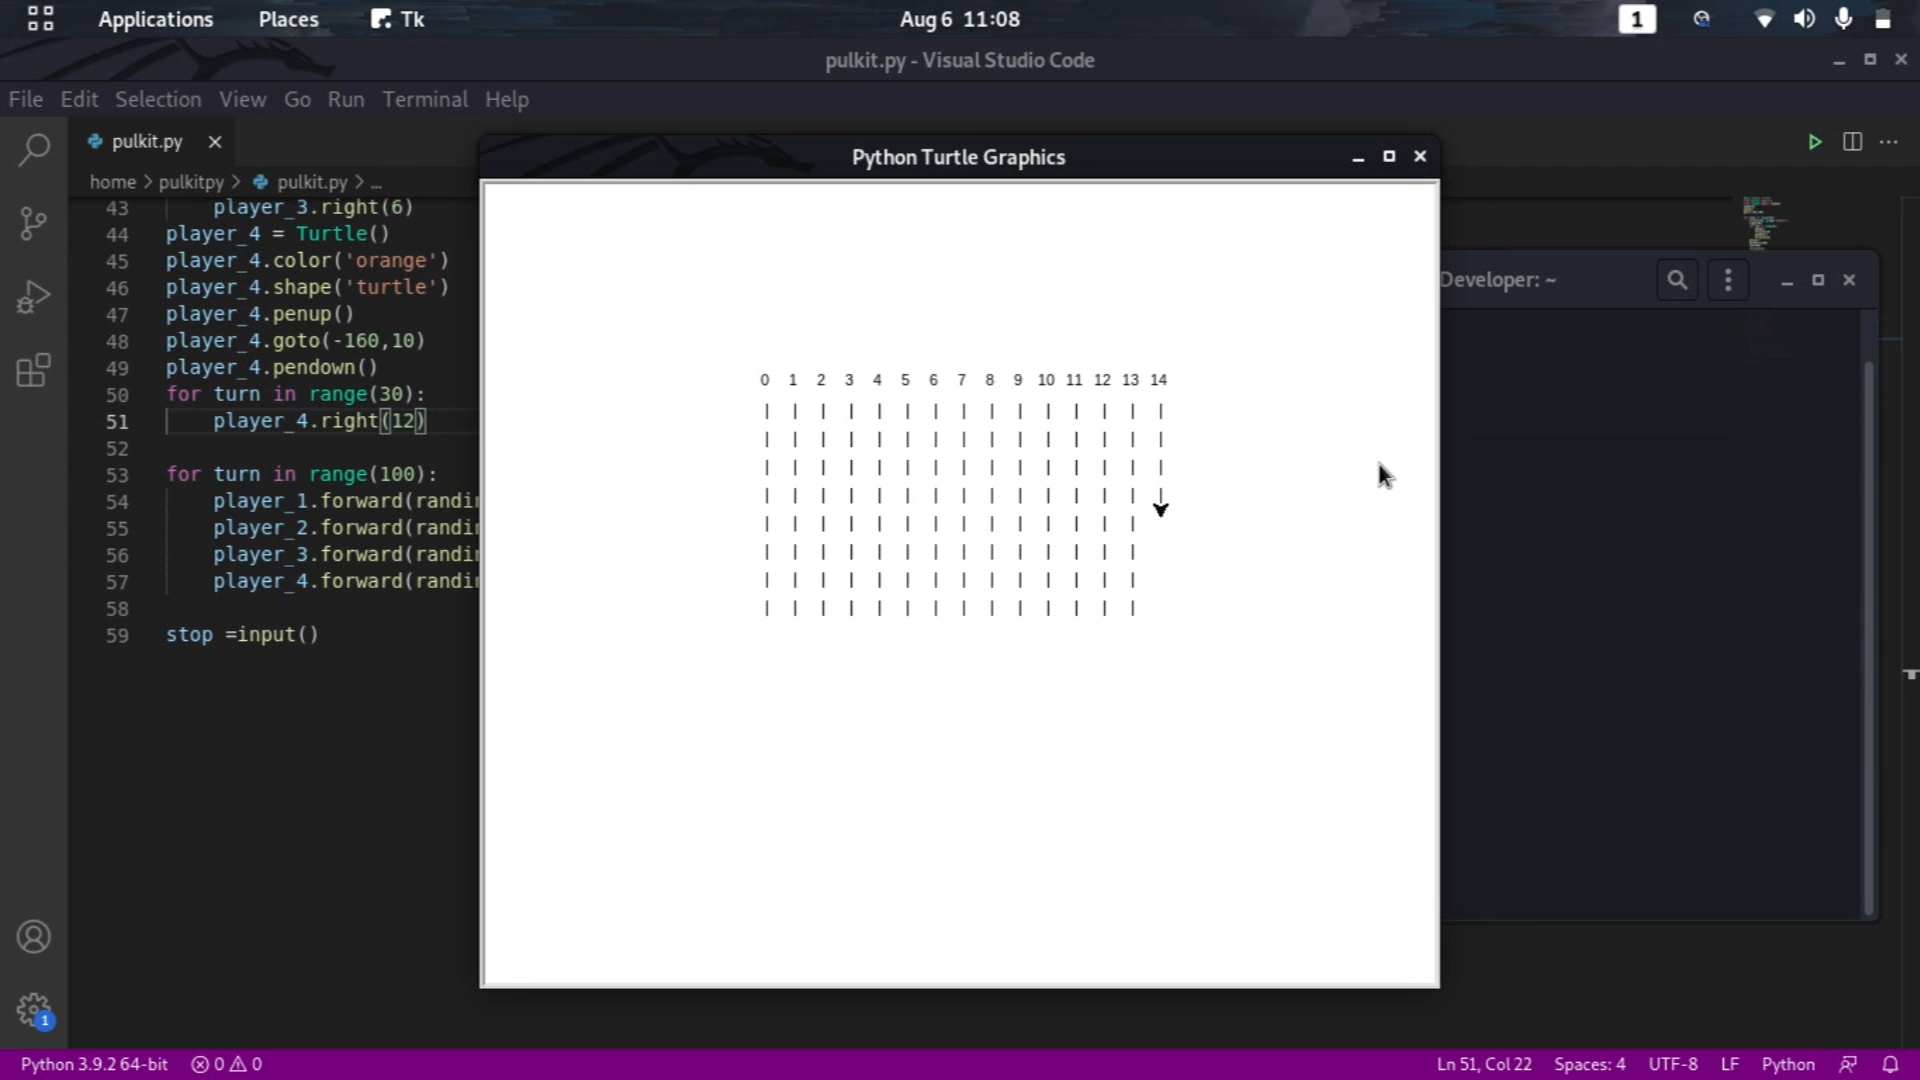 Applications Places Tk Aug 6 11:08 1
pulkit.py - Visual Studio Code
File Edit Selection View Go Run Terminal Help
pulkit.py
home > pulkitpy > pulkit.py > ...
Python Turtle Graphics
Developer: ~
43 player_3.right(6)
44 player_4 = Turtle()
45 player_4.color('orange')
46 player_4.shape('turtle')
47 player_4.penup()
48 player_4.goto(-160,10)
49 player_4.pendown()
50 for turn in range(30):
51 player_4.right(12)
52
53 for turn in range(100):
54 player_1.forward(randi
55 player_2.forward(randi
56 player_3.forward(randi
57 player_4.forward(randi
58
59 stop =input()
0 1 2 3 4 5 6 7 8 9 10 11 12 13 14
1
Python 3.9.2 64-bit 0 0 Ln 51, Col 22 Spaces: 4 UTF-8 LF Python